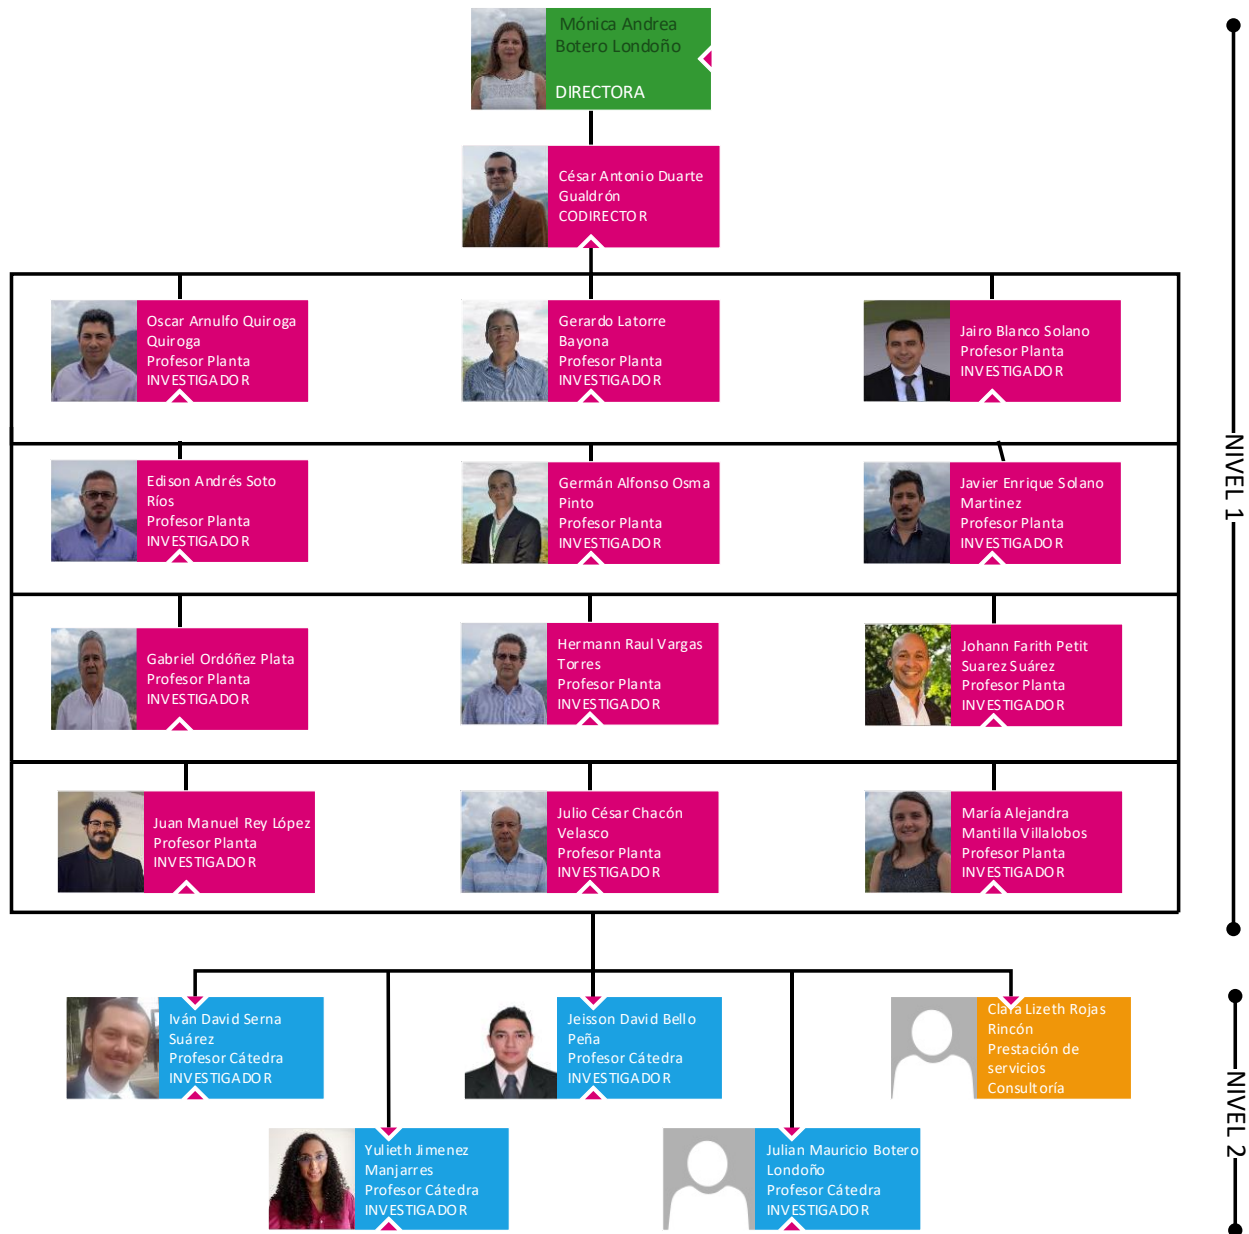 Mónica Andrea
Botero Londoño
DIRECTORA
César Antonio Duarte
Gualdrón
CODIRECTOR
Oscar Arnulfo Quiroga
Quiroga
Profesor Planta
INVESTIGADOR
Gerardo Latorre
Bayona
Profesor Planta
INVESTIGADOR
Jairo Blanco Solano
Profesor Planta
INVESTIGADOR
Edison Andrés Soto
Ríos
Profesor Planta
INVESTIGADOR
Germán Alfonso Osma
Pinto
Profesor Planta
INVESTIGADOR
Javier Enrique Solano
Martinez
Profesor Planta
INVESTIGADOR
Gabriel Ordóñez Plata
Profesor Planta
INVESTIGADOR
Hermann Raul Vargas
Torres
Profesor Planta
INVESTIGADOR
Johann Farith Petit
Suarez Suárez
Profesor Planta
INVESTIGADOR
Juan Manuel Rey López
Profesor Planta
INVESTIGADOR
Julio César Chacón
Velasco
Profesor Planta
INVESTIGADOR
María Alejandra
Mantilla Villalobos
Profesor Planta
INVESTIGADOR
NIVEL 1
Iván David Serna
Suárez
Profesor Cátedra
INVESTIGADOR
Jeisson David Bello
Peña
Profesor Cátedra
INVESTIGADOR
Clara Lizeth Rojas
Rincón
Prestación de
servicios
Consultoría
Yulieth Jimenez
Manjarres
Profesor Cátedra
INVESTIGADOR
Julian Mauricio Botero
Londoño
Profesor Cátedra
INVESTIGADOR
NIVEL 2